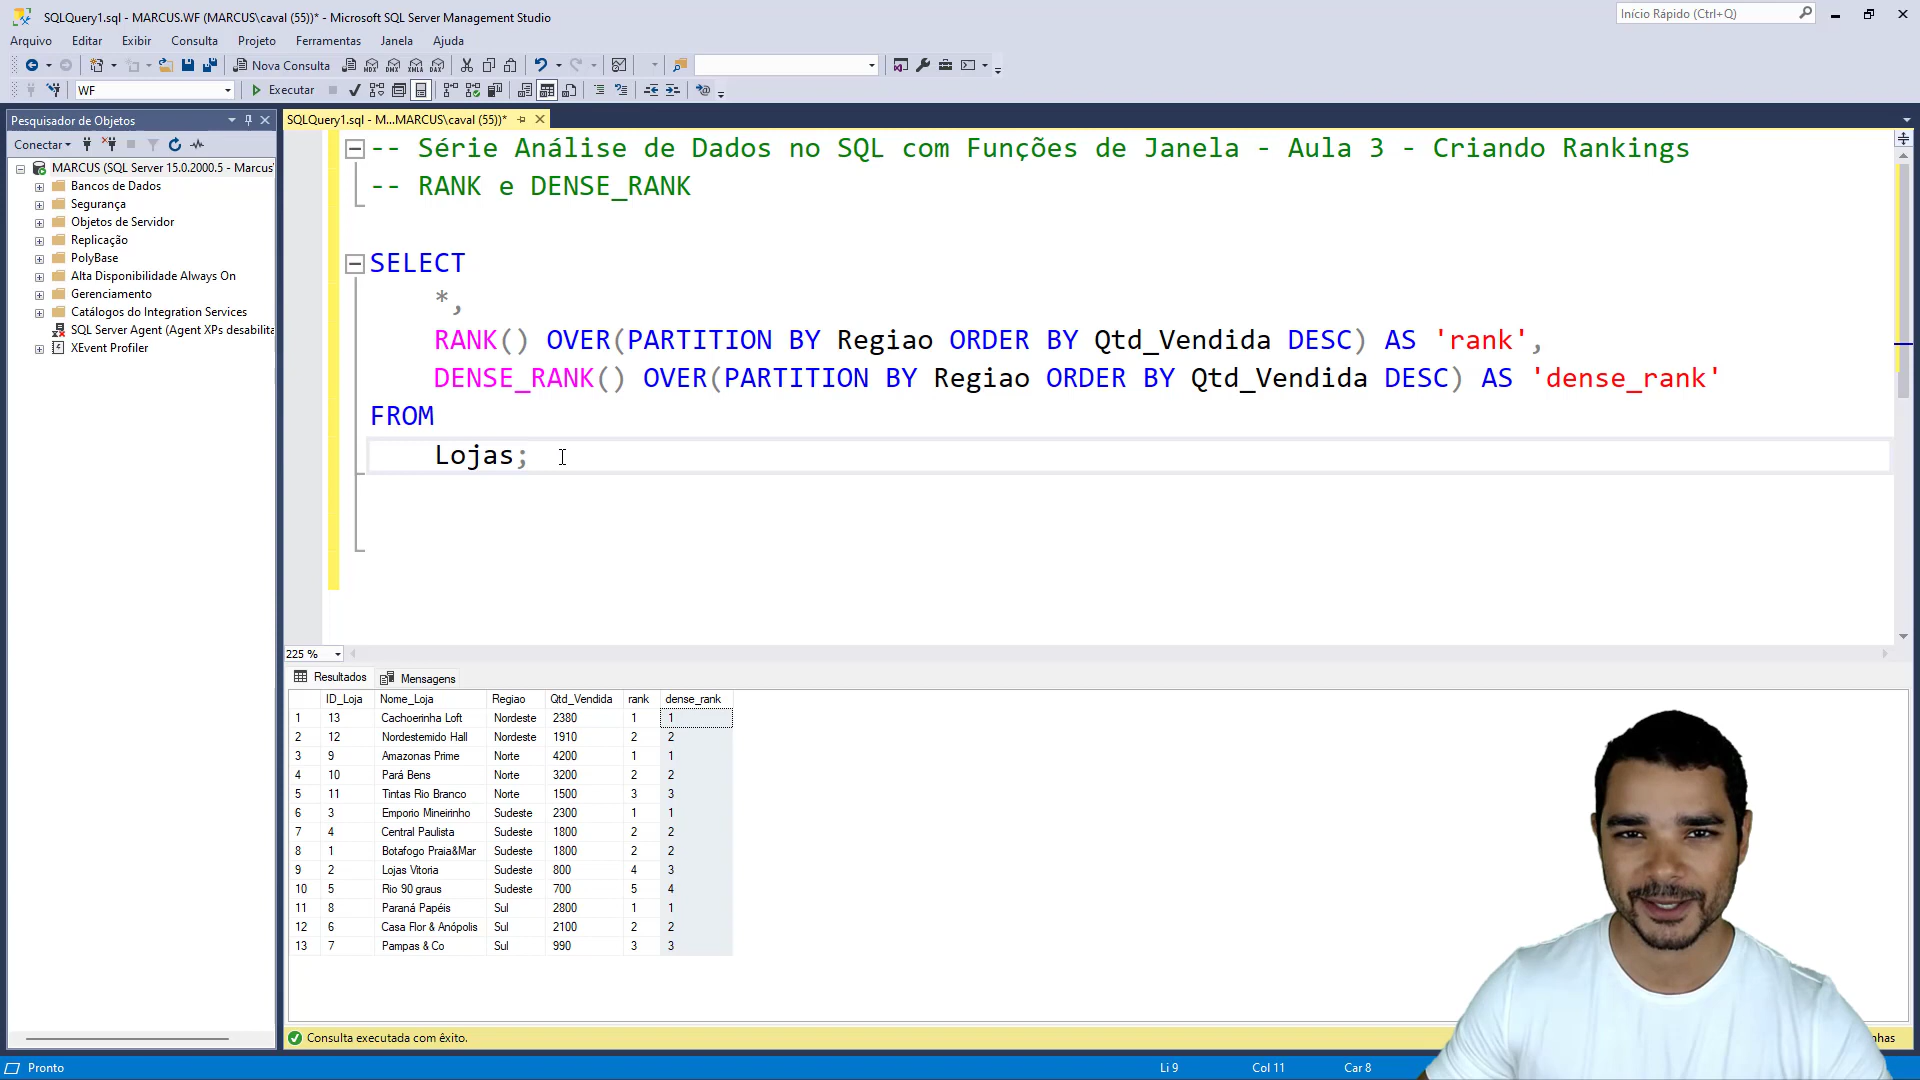 SQLQuery1.sql - MARCUS.WF (MARCUS\caval (55))* - Microsoft SQL Server Management Studio
Início Rápido (Ctrl+Q)
Arquivo Editar Exibir Consulta Projeto Ferramentas Janela Ajuda
Nova Consulta
WF Executar
Pesquisador de Objetos
Conectar
MARCUS (SQL Server 15.0.2000.5 - Marcus
Bancos de Dados
Segurança
Objetos de Servidor
Replicação
PolyBase
Alta Disponibilidade Always On
Gerenciamento
Catálogos do Integration Services
SQL Server Agent (Agent XPs desabilita
XEvent Profiler
SQLQuery1.sql - M...MARCUS\caval (55))*
-- Série Análise de Dados no SQL com Funções de Janela - Aula 3 - Criando Rankings
-- RANK e DENSE_RANK
SELECT
*,
RANK() OVER(PARTITION BY Regiao ORDER BY Qtd_Vendida DESC) AS 'rank',
DENSE_RANK() OVER(PARTITION BY Regiao ORDER BY Qtd_Vendida DESC) AS 'dense_rank'
FROM
Lojas;
225 %
Resultados Mensagens
ID_Loja Nome_Loja Regiao Qtd_Vendida rank dense_rank
1 13 Cachoerinha Loft Nordeste 2380 1 1
2 12 Nordestemido Hall Nordeste 1910 2 2
3 9 Amazonas Prime Norte 4200 1 1
4 10 Pará Bens Norte 3200 2 2
5 11 Tintas Rio Branco Norte 1500 3 3
6 3 Emporio Mineirinho Sudeste 2300 1 1
7 4 Central Paulista Sudeste 1800 2 2
8 1 Botafogo Praia&Mar Sudeste 1800 2 2
9 2 Lojas Vitoria Sudeste 800 4 3
10 5 Rio 90 graus Sudeste 700 5 4
11 8 Paraná Papéis Sul 2800 1 1
12 6 Casa Flor & Anópolis Sul 2100 2 2
13 7 Pampas & Co Sul 990 3 3
Consulta executada com êxito.
nhas
Pronto
Li 9 Col 11 Car 8